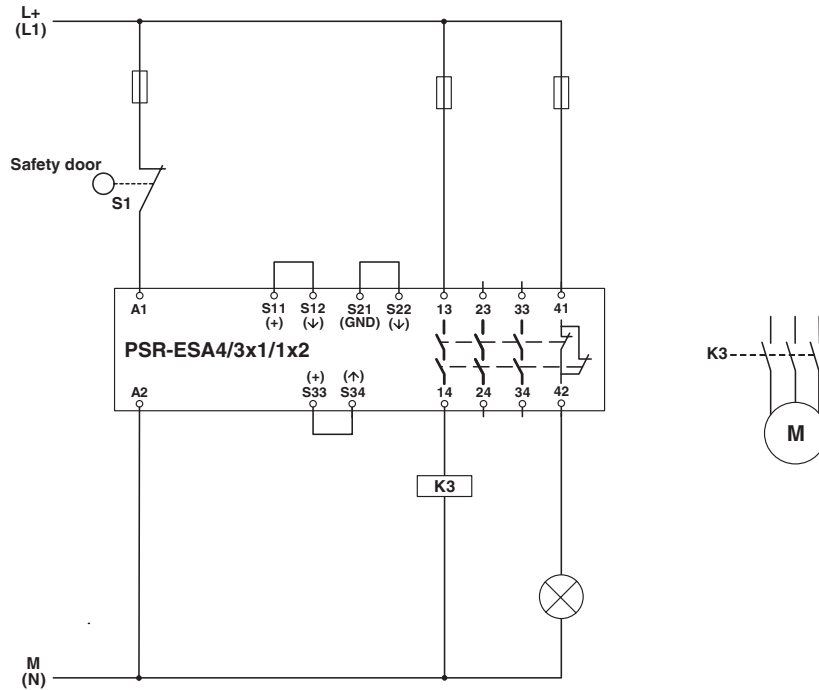 L+
(L1)
Safety door
S1
A1
S11
(+)
S12
(↓)
S21
(GND)
S22
(↓)
13
23
33
41
PSR-ESA4/3x1/1x2
A2
(+)
S33
(↑)
S34
14
24
34
42
K3
K3
M
M
(N)